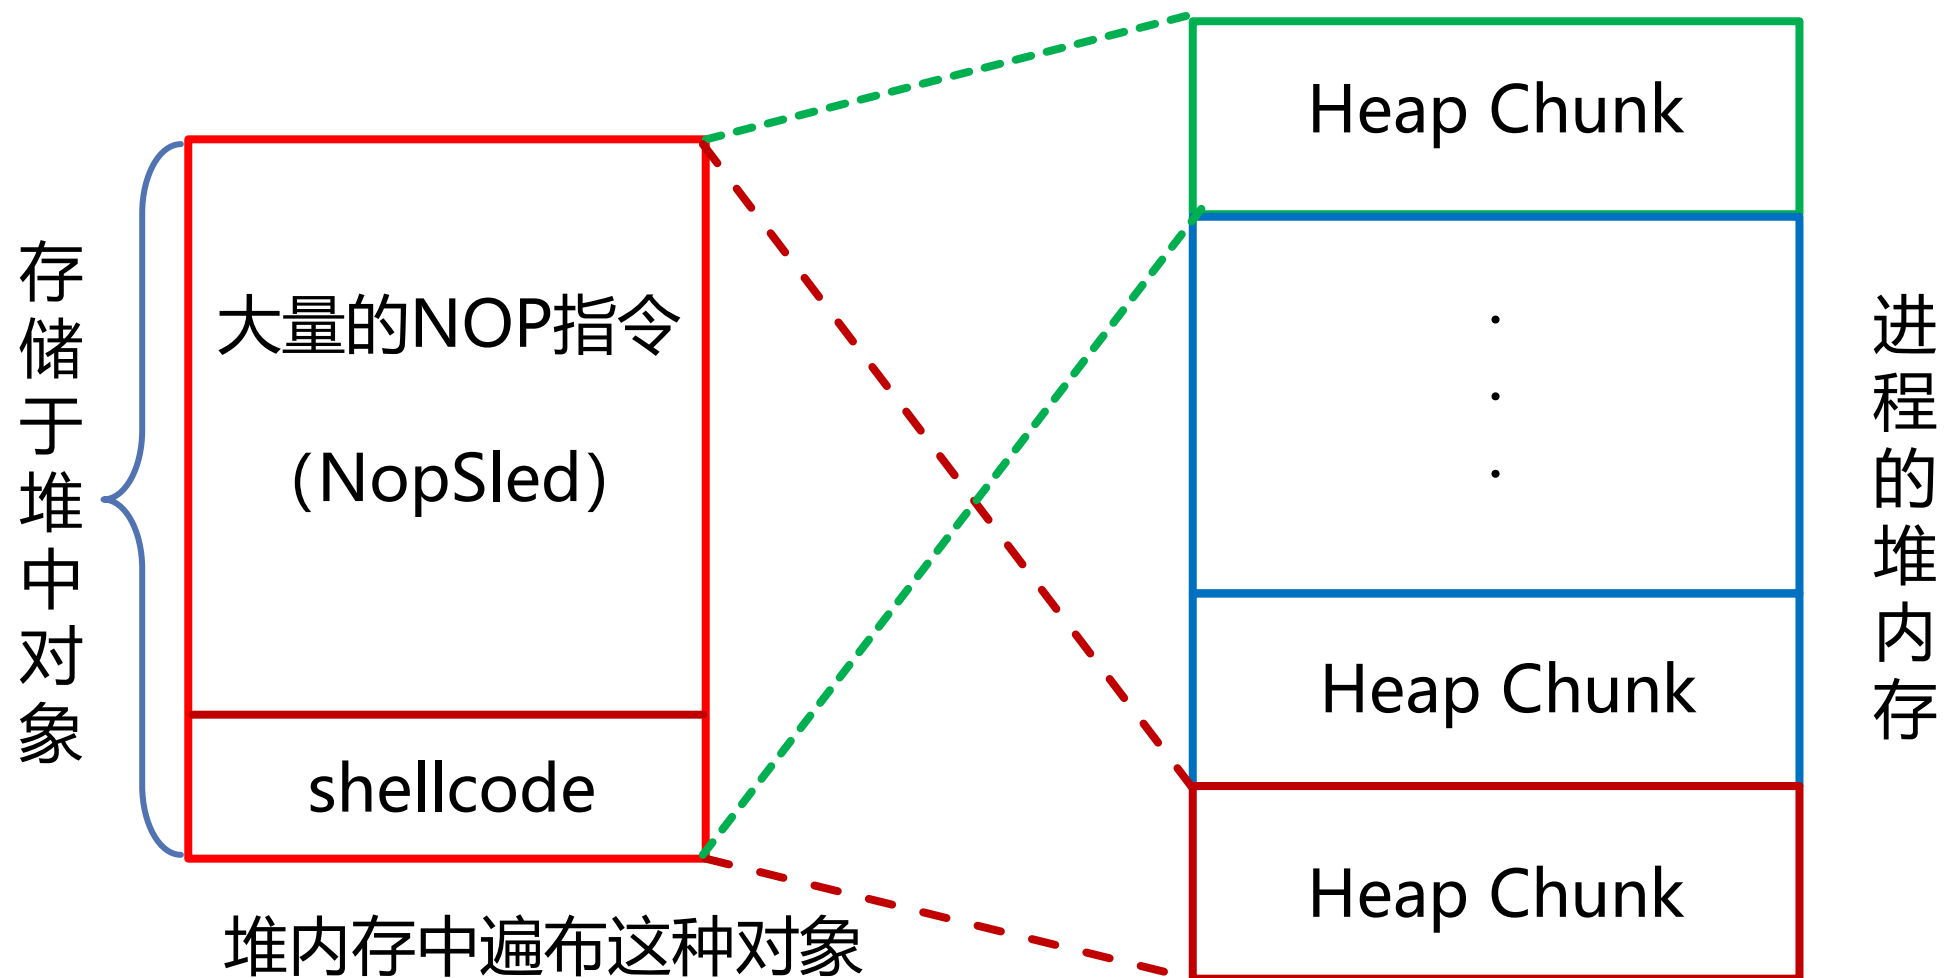 存储于堆中对象
大量的NOP指令
（NopSled）
shellcode
堆内存中遍布这种对象
Heap Chunk
.
.
.
Heap Chunk
Heap Chunk
进程的堆内存